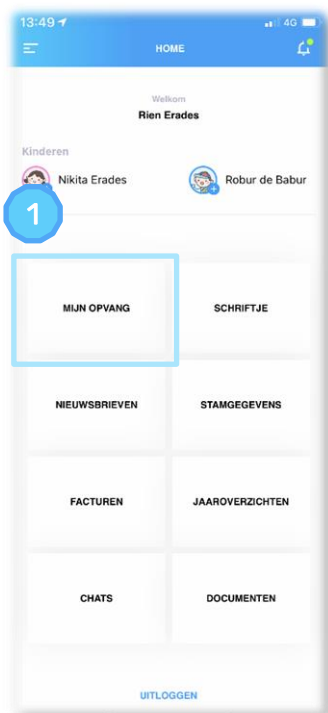 13:49 4G
HOME
Welkom
Rien Erades
Kinderen
Nikita Erades Robur de Babur
1
MIJN OPVANG SCHRIFTJE
NIEUWSBRIEVEN STAMGEGEVENS
FACTUREN JAAROVERZICHTEN
CHATS DOCUMENTEN
UITLOGGEN